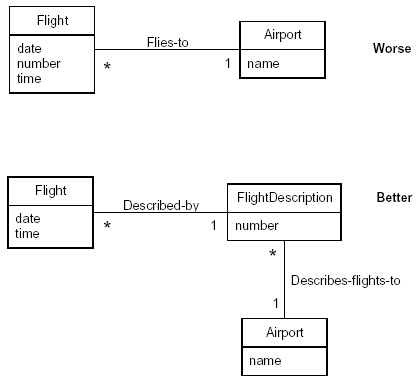 Flight
date
number
time
Flies-to
*
1
Airport
name
Worse
Flight
date
time
Described-by
*
1
FlightDescription
number
Better
*
Describes-flights-to
1
Airport
name